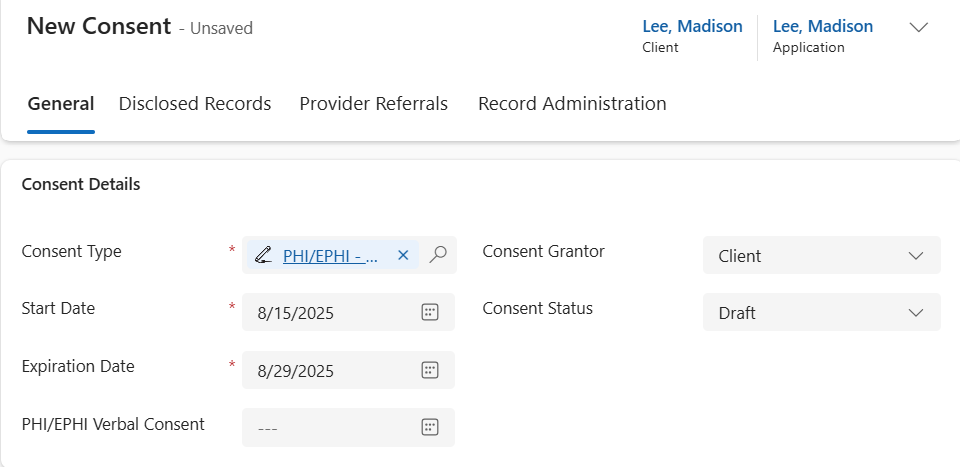 New Consent - Unsaved
Lee, Madison
Client
Lee, Madison
Application
General Disclosed Records Provider Referrals Record Administration
Consent Details
Consent Type * PHI/EPHI - ...
Consent Grantor Client
Start Date * 8/15/2025
Consent Status Draft
Expiration Date * 8/29/2025
PHI/EPHI Verbal Consent ---